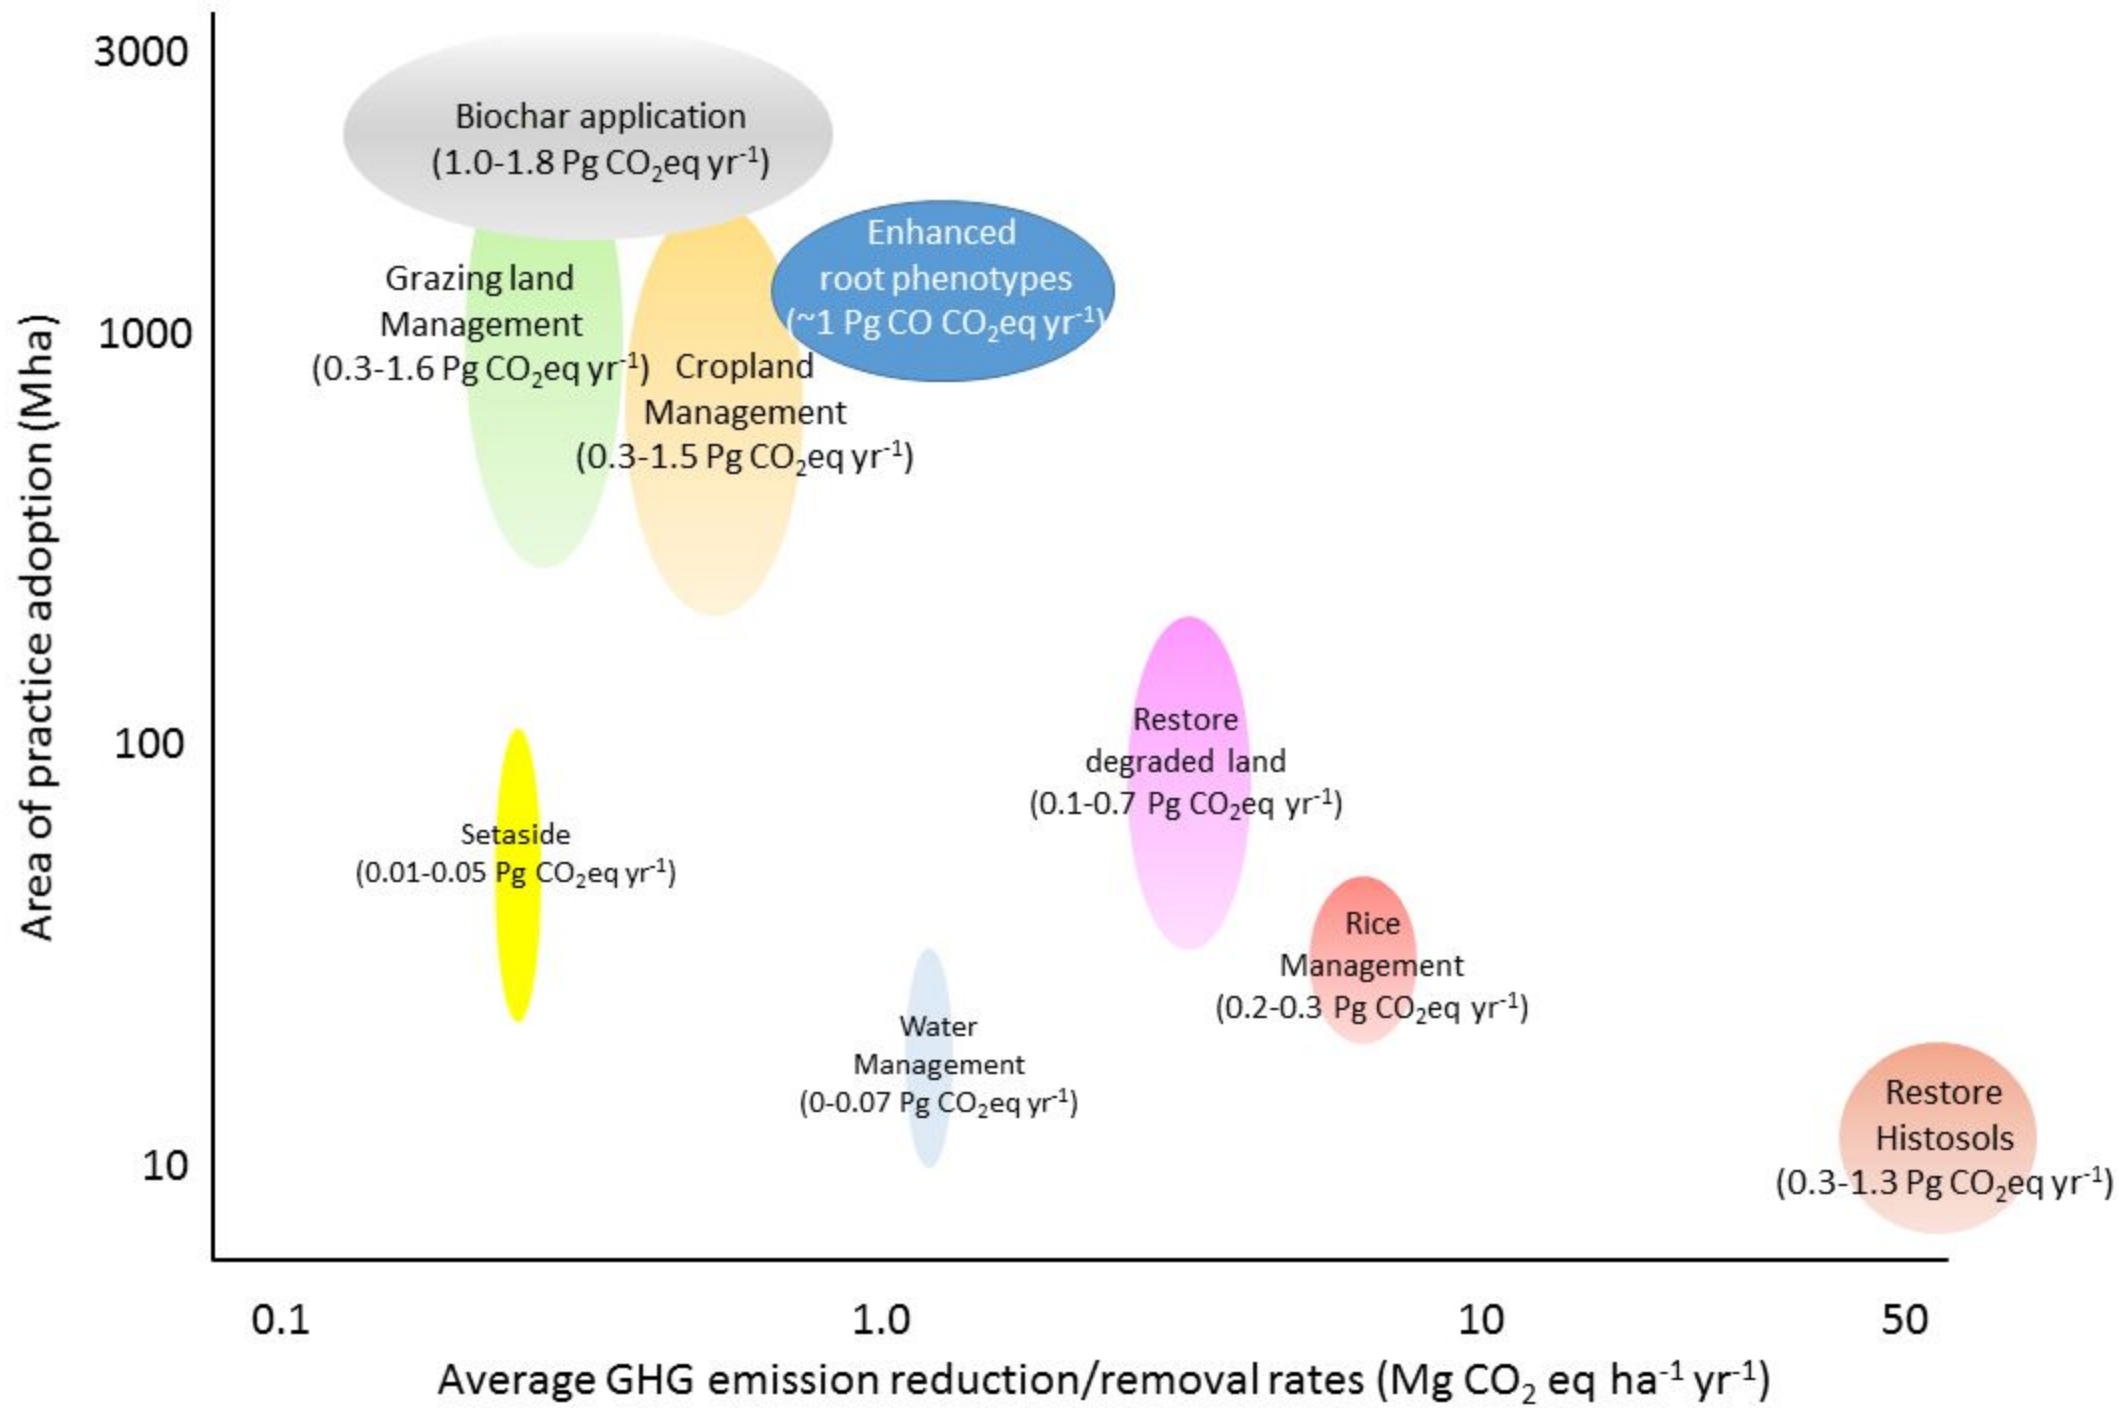 3000
1000
100
10
Area of practice adoption (Mha)
Biochar application
(1.0-1.8 Pg CO₂eq yr⁻¹)
Enhanced
root phenotypes
(~1 Pg CO CO₂eq yr⁻¹)
Grazing land
Management
(0.3-1.6 Pg CO₂eq yr⁻¹)
Cropland
Management
(0.3-1.5 Pg CO₂eq yr⁻¹)
Restore
degraded land
(0.1-0.7 Pg CO₂eq yr⁻¹)
Setaside
(0.01-0.05 Pg CO₂eq yr⁻¹)
Rice
Management
(0.2-0.3 Pg CO₂eq yr⁻¹)
Water
Management
(0-0.07 Pg CO₂eq yr⁻¹)
Restore
Histosols
(0.3-1.3 Pg CO₂eq yr⁻¹)
0.1 1.0 10 50
Average GHG emission reduction/removal rates (Mg CO₂ eq ha⁻¹ yr⁻¹)